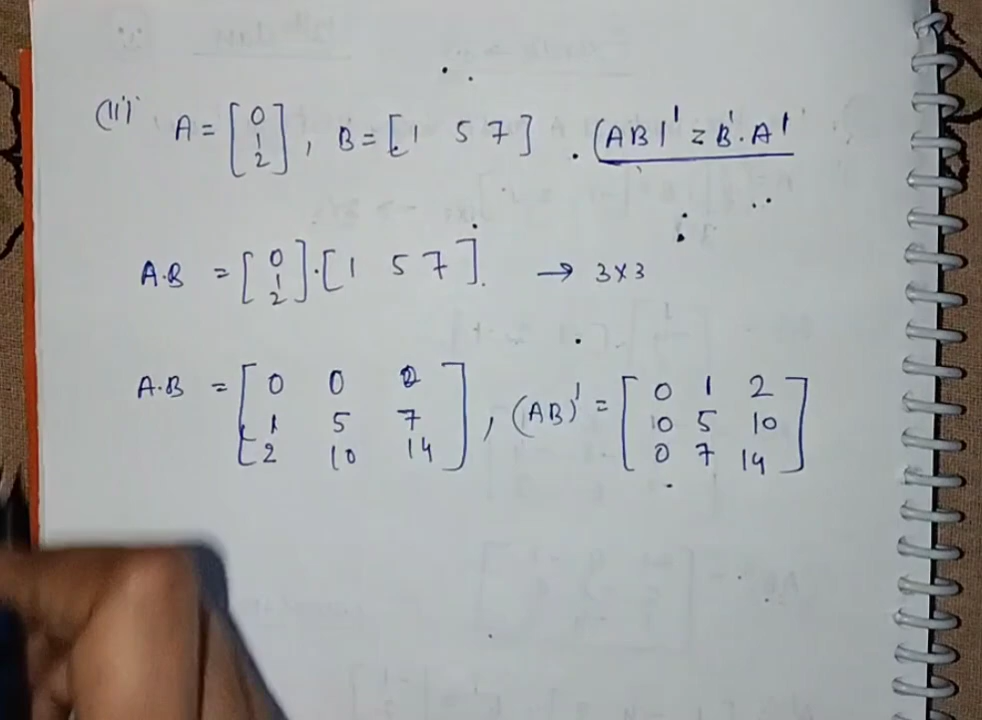 (ii) A = [0 1 2], B = [1 5 7] . (AB)' = B'. A'
A.B = [0 1 2].[1 5 7]. → 3×3
A.B = [0 0 0 , (AB)' = [0 1 2
1 5 7 0 5 10
2 10 14] 0 7 14]